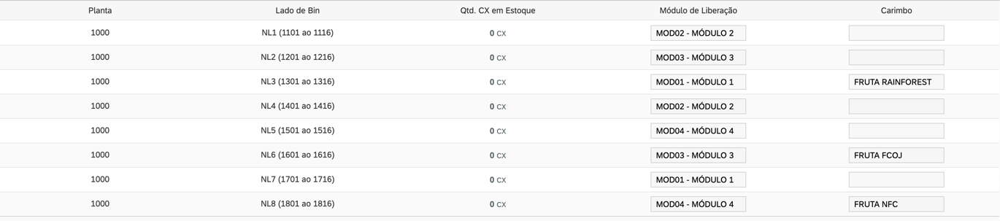 Planta Lado de Bin Qtd. CX em Estoque Módulo de Liberação Carimbo
1000 NL1 (1101 ao 1116) 0 CX MOD02 - MÓDULO 2
1000 NL2 (1201 ao 1216) 0 CX MOD03 - MÓDULO 3
1000 NL3 (1301 ao 1316) 0 CX MOD01 - MÓDULO 1 FRUTA RAINFOREST
1000 NL4 (1401 ao 1416) 0 CX MOD02 - MÓDULO 2
1000 NL5 (1501 ao 1516) 0 CX MOD04 - MÓDULO 4
1000 NL6 (1601 ao 1616) 0 CX MOD03 - MÓDULO 3 FRUTA FCOJ
1000 NL7 (1701 ao 1716) 0 CX MOD01 - MÓDULO 1
1000 NL8 (1801 ao 1816) 0 CX MOD04 - MÓDULO 4 FRUTA NFC